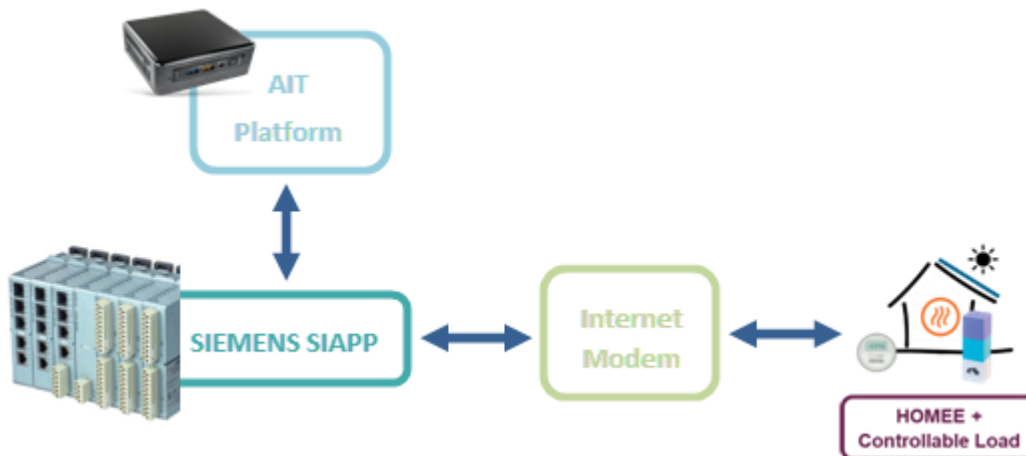 AIT
Platform
SIEMENS SIAPP
Internet
Modem
HOMEE +
Controllable Load